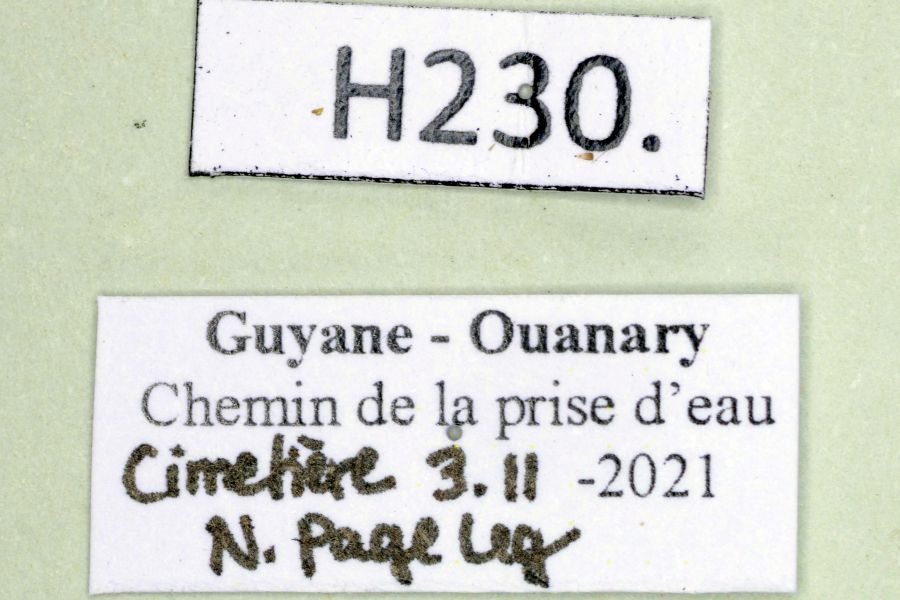 H230.
Guyane - Ouanary
Chemin de la prise d'eau
Cimetière 3.11 -2021
N. Page Leg